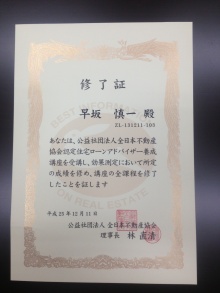 修了証
早坂 慎一 殿
ZL-131211-103
あなたは、公益社団法人 全日本不動産
協会認定住宅ローンアドバイザー養成
講座を受講し、効果測定において所定
の成績を修め、講座の全課程を修了
したことを証します
平成25年12月11日
公益社団法人 全日本不動産協会
理事長 林 直清